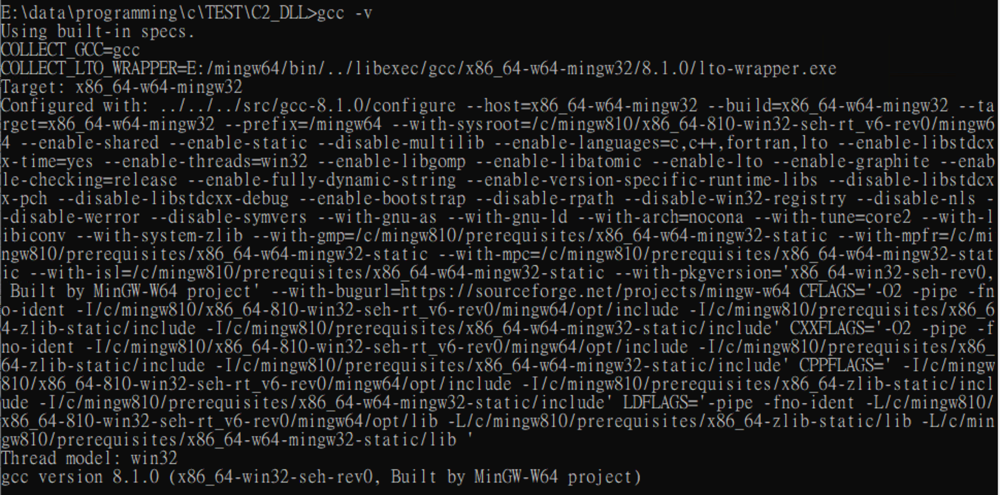 E:\data\programming\c\TEST\C2_DLL>gcc -v
Using built-in specs.
COLLECT_GCC=gcc
COLLECT_LTO_WRAPPER=E:/mingw64/bin/../libexec/gcc/x86_64-w64-mingw32/8.1.0/lto-wrapper.exe
Target: x86_64-w64-mingw32
Configured with: ../../../src/gcc-8.1.0/configure --host=x86_64-w64-mingw32 --build=x86_64-w64-mingw32 --ta
rget=x86_64-w64-mingw32 --prefix=/mingw64 --with-sysroot=/c/mingw810/x86_64-810-win32-seh-rt_v6-rev0/mingw6
4 --enable-shared --enable-static --disable-multilib --enable-languages=c,c++,fortran,lto --enable-libstdcx
x-time=yes --enable-threads=win32 --enable-libgomp --enable-libatomic --enable-lto --enable-graphite --enab
le-checking=release --enable-fully-dynamic-string --enable-version-specific-runtime-libs --disable-libstdcx
x-pch --disable-libstdcxx-debug --enable-bootstrap --disable-rpath --disable-win32-registry --disable-nls -
-disable-werror --disable-symvers --with-gnu-as --with-gnu-ld --with-arch=nocona --with-tune=core2 --with-l
ibiconv --with-system-zlib --with-gmp=/c/mingw810/prerequisites/x86_64-w64-mingw32-static --with-mpfr=/c/mi
ngw810/prerequisites/x86_64-w64-mingw32-static --with-mpc=/c/mingw810/prerequisites/x86_64-w64-mingw32-stat
ic --with-isl=/c/mingw810/prerequisites/x86_64-w64-mingw32-static --with-pkgversion='x86_64-win32-seh-rev0,
 Built by MinGW-W64 project' --with-bugurl=https://sourceforge.net/projects/mingw-w64 CFLAGS='-O2 -pipe -fn
o-ident -I/c/mingw810/x86_64-810-win32-seh-rt_v6-rev0/mingw64/opt/include -I/c/mingw810/prerequisites/x86_6
4-zlib-static/include -I/c/mingw810/prerequisites/x86_64-w64-mingw32-static/include' CXXFLAGS='-O2 -pipe -f
no-ident -I/c/mingw810/x86_64-810-win32-seh-rt_v6-rev0/mingw64/opt/include -I/c/mingw810/prerequisites/x86_
64-zlib-static/include -I/c/mingw810/prerequisites/x86_64-w64-mingw32-static/include' CPPFLAGS=' -I/c/mingw
810/x86_64-810-win32-seh-rt_v6-rev0/mingw64/opt/include -I/c/mingw810/prerequisites/x86_64-zlib-static/incl
ude -I/c/mingw810/prerequisites/x86_64-w64-mingw32-static/include' LDFLAGS='-pipe -fno-ident -L/c/mingw810/
x86_64-810-win32-seh-rt_v6-rev0/mingw64/opt/lib -L/c/mingw810/prerequisites/x86_64-zlib-static/lib -L/c/min
gw810/prerequisites/x86_64-w64-mingw32-static/lib '
Thread model: win32
gcc version 8.1.0 (x86_64-win32-seh-rev0, Built by MinGW-W64 project)